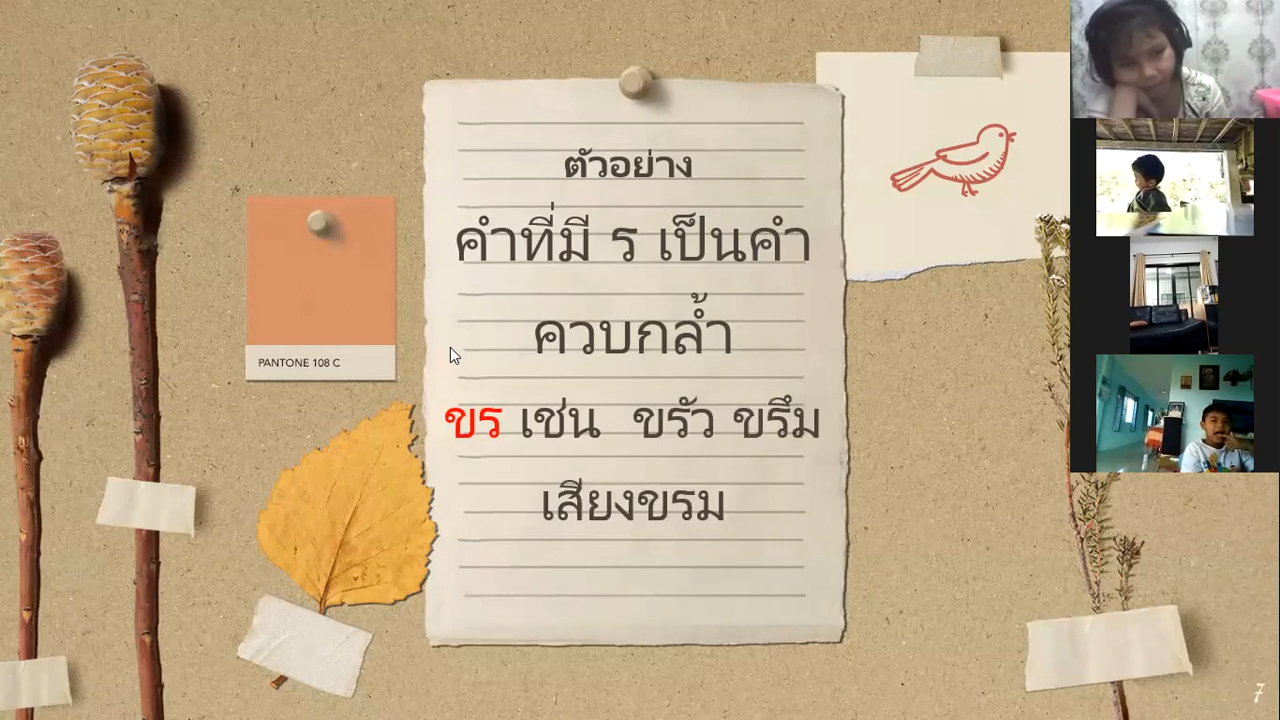 ตัวอย่าง
คำที่มี ร เป็นคำ
ควบกล้ำ
ขร เช่น ขรัว ขรึม
เสียงขรม
PANTONE 108 C
7